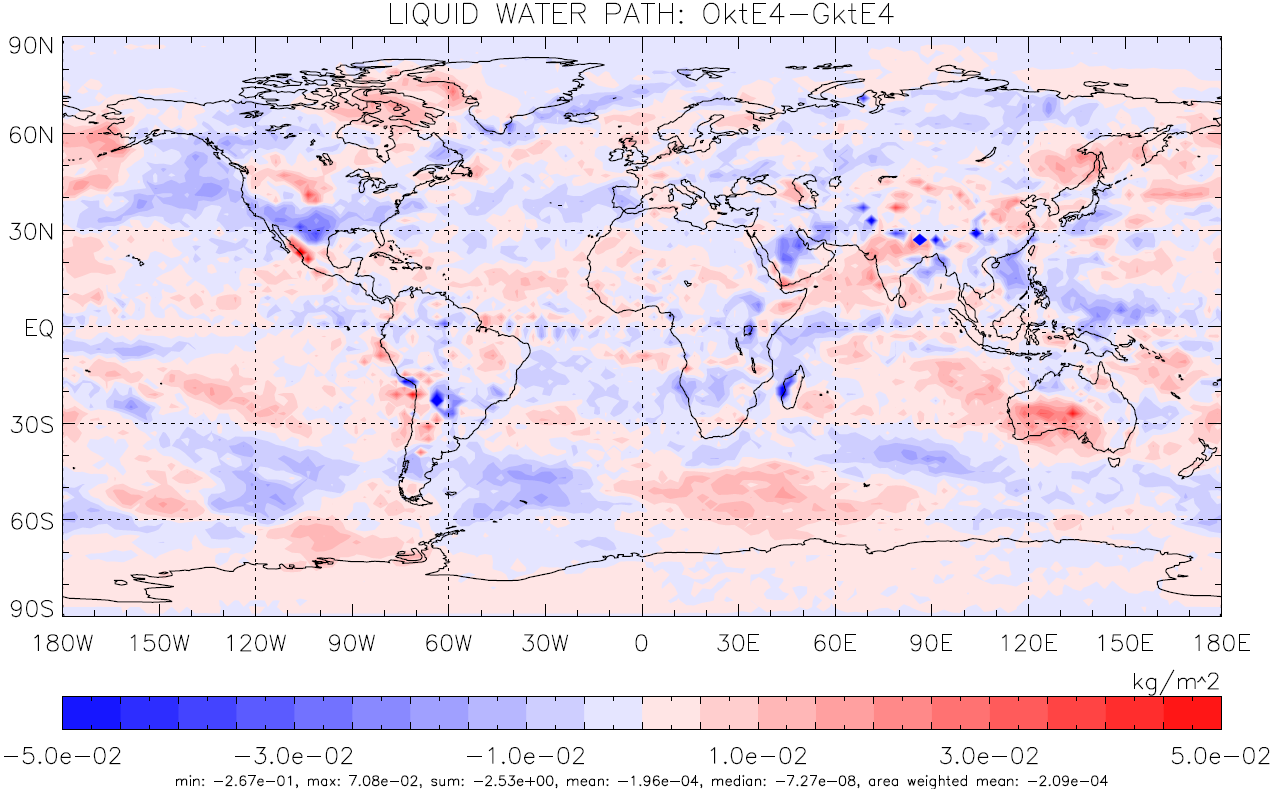 LIQUID WATER PATH: OktE4-GktE4
90N
60N
30N
EQ
30S
60S
90S
180W 150W 120W 90W 60W 30W 0 30E 60E 90E 120E 150E 180E
kg/m^2
-5.0e-02 -3.0e-02 -1.0e-02 1.0e-02 3.0e-02 5.0e-02
min: -2.67e-01, max: 7.08e-02, sum: -2.53e+00, mean: -1.96e-04, median: -7.27e-08, area weighted mean: -2.09e-04